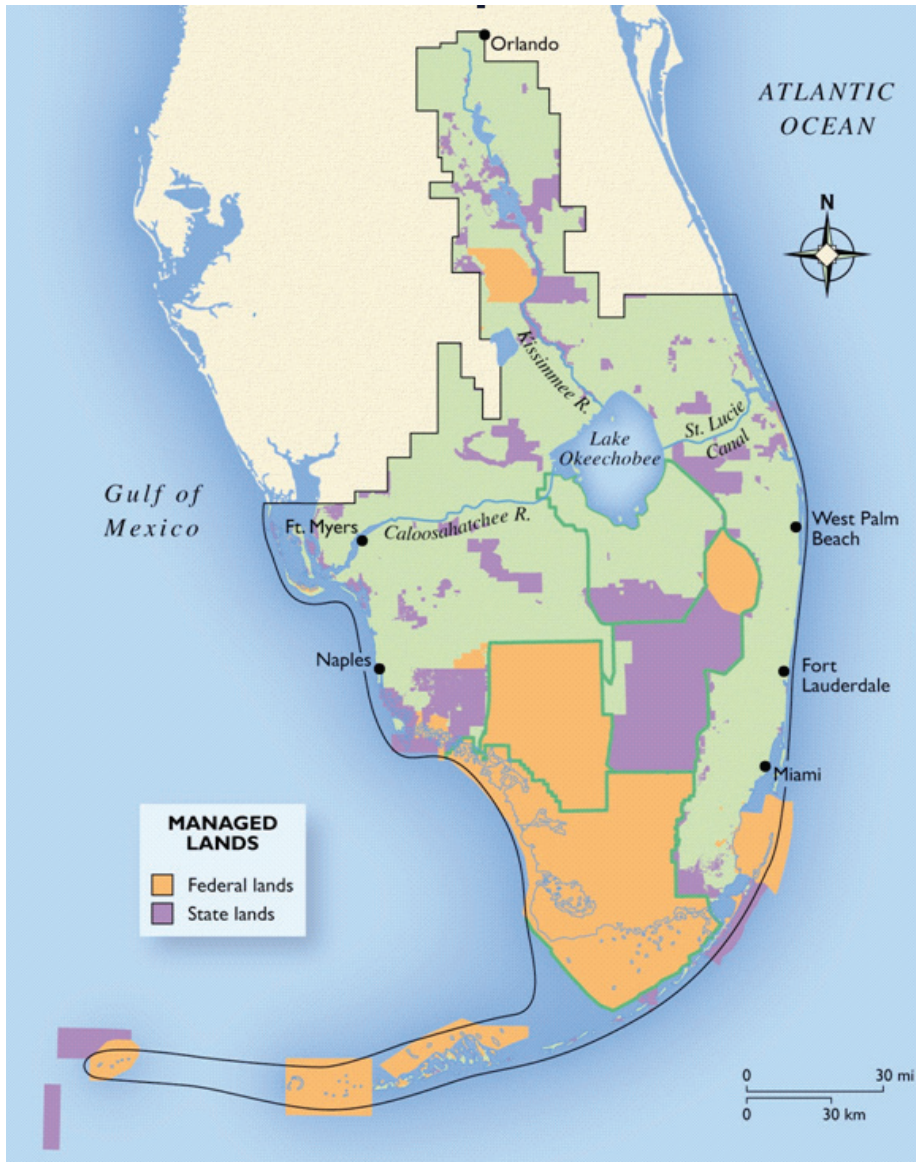 Orlando
ATLANTIC
OCEAN
N
Kissimmee R.
Lake
Okeechobee
St. Lucie
Canal
Gulf of
Mexico
Ft. Myers
Caloosahatchee R.
West Palm
Beach
Naples
Fort
Lauderdale
Miami
MANAGED
LANDS
Federal lands
State lands
0 30 mi
0 30 km